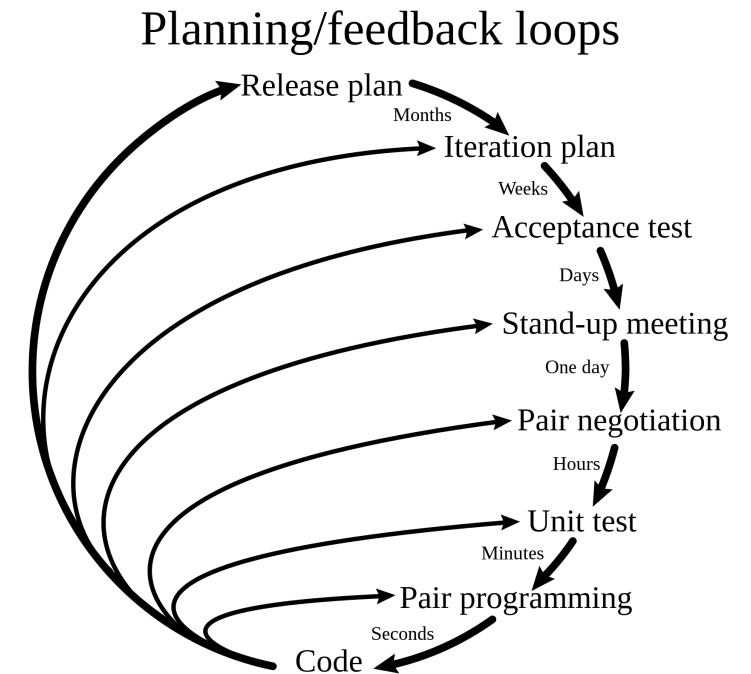 Planning/feedback loops
Release plan
Months
Iteration plan
Weeks
Acceptance test
Days
Stand-up meeting
One day
Pair negotiation
Hours
Unit test
Minutes
Pair programming
Seconds
Code